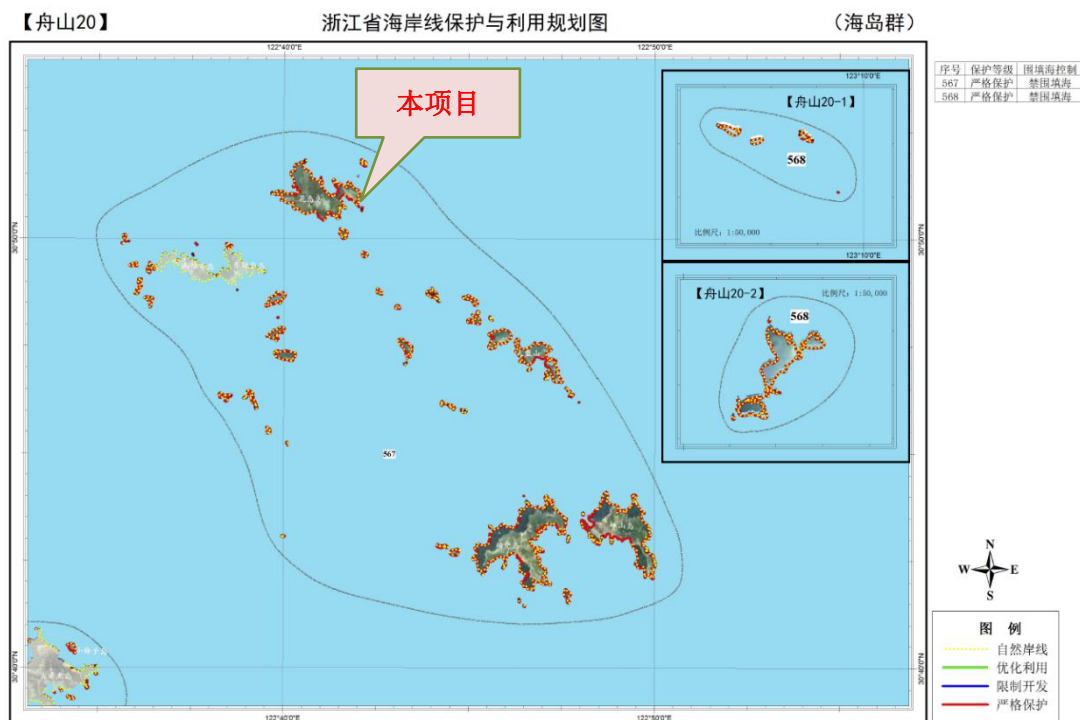 【舟山20】 浙江省海岸线保护与利用规划图 （海岛群）
122°40'0"E 122°50'0"E
本项目
序号 保护等级 围填海控制
567 严格保护 禁围填海
568 严格保护 禁围填海
123°10'0"E
【舟山20-1】
568
比例尺：1:50,000
123°10'0"E
【舟山20-2】 比例尺：1:50,000
568
30°50'0"N 30°50'0"N
567
30°40'0"N 30°40'0"N
122°40'0"E 122°50'0"E
N
W E
S
图 例
自然岸线
优化利用
限制开发
严格保护